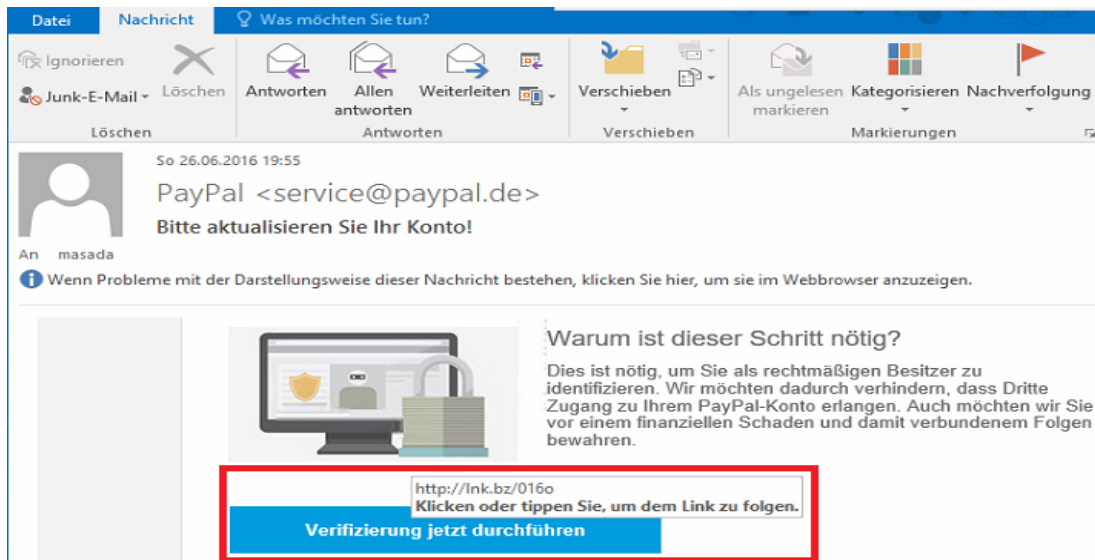 Datei Nachricht Was möchten Sie tun?
Ignorieren
Junk-E-Mail
Löschen
Antworten
Allen antworten
Weiterleiten
Verschieben
Als ungelesen markieren
Kategorisieren
Nachverfolgung
Löschen Antworten Verschieben Markierungen
So 26.06.2016 19:55
PayPal <service@paypal.de>
Bitte aktualisieren Sie Ihr Konto!
An masada
Wenn Probleme mit der Darstellungsweise dieser Nachricht bestehen, klicken Sie hier, um sie im Webbrowser anzuzeigen.
Warum ist dieser Schritt nötig?
Dies ist nötig, um Sie als rechtmäßigen Besitzer zu
identifizieren. Wir möchten dadurch verhindern, dass Dritte
Zugang zu Ihrem PayPal-Konto erlangen. Auch möchten wir Sie
vor einem finanziellen Schaden und damit verbundenem Folgen
bewahren.
http://lnk.bz/016o
Klicken oder tippen Sie, um dem Link zu folgen.
Verifizierung jetzt durchführen